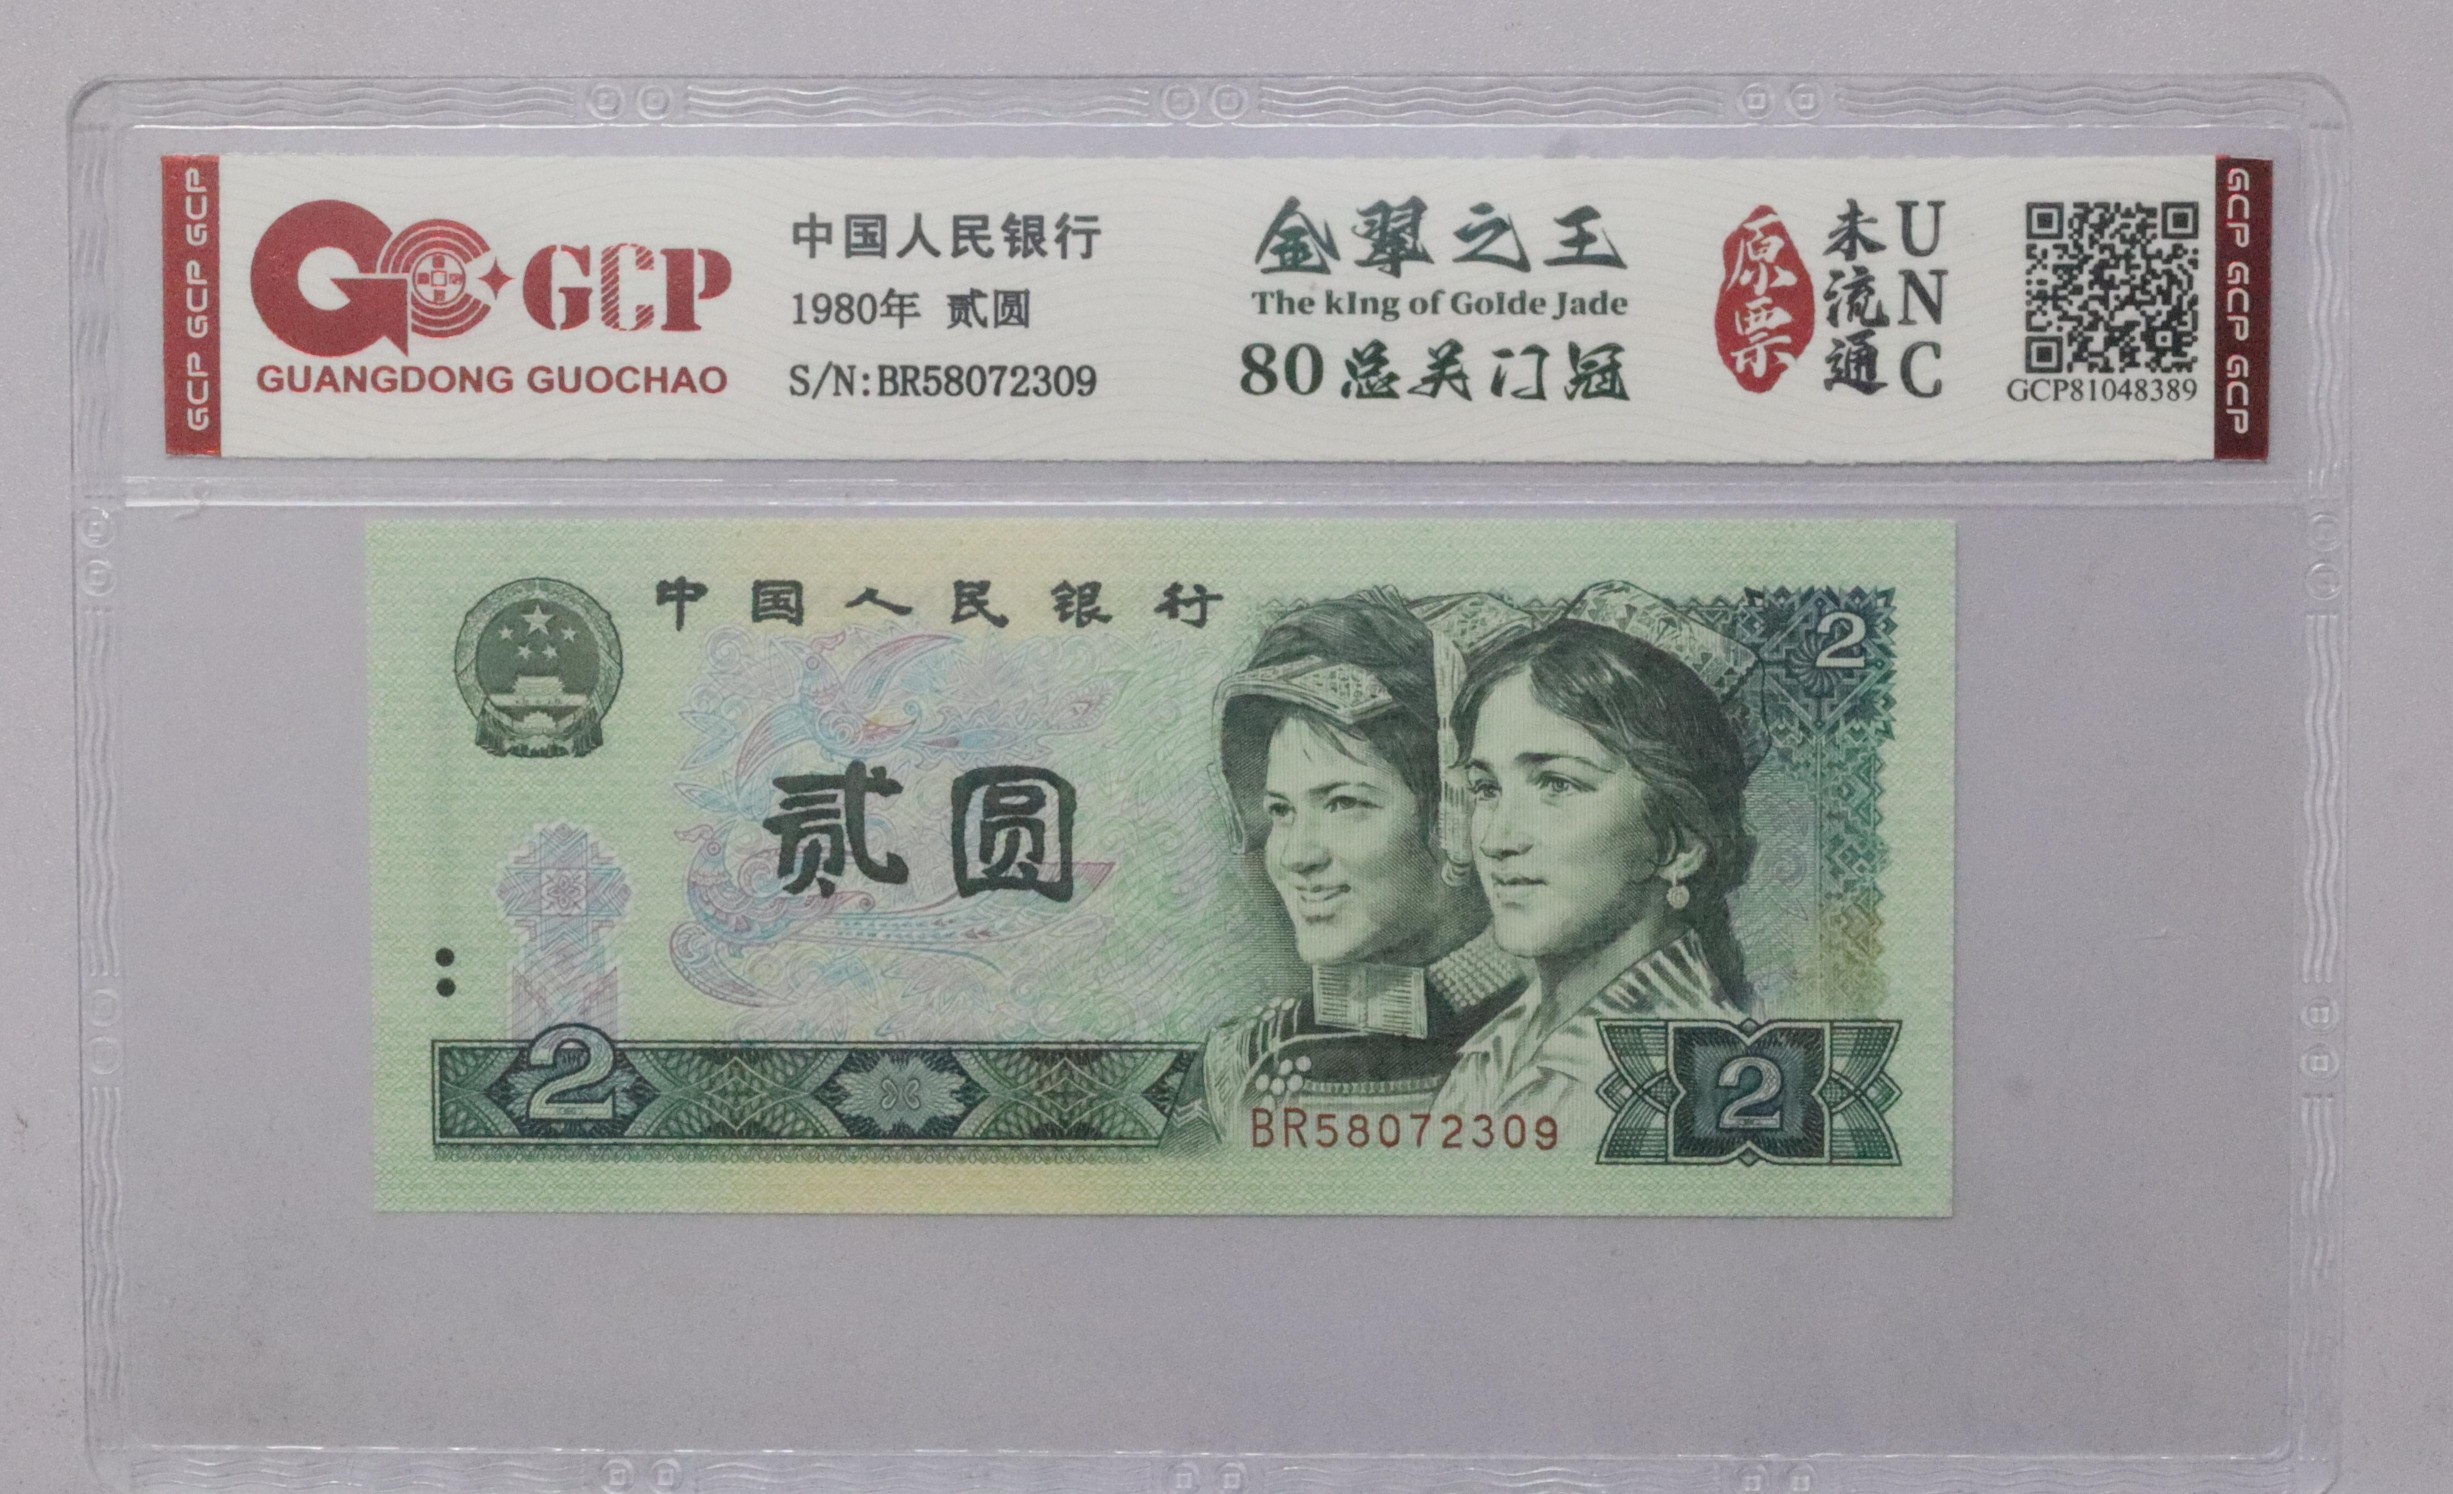 GCP GCP GCP
GCP
GUANGDONG GUOCHAO
中国人民银行
1980年 贰圆
S/N:BR58072309
金翠之王
The kIng of Golde Jade
80总关门冠
原票
未流通
UNC
GCP81048389
GCP GCP GCP
中国人民银行
2
贰圆
2
BR58072309
2